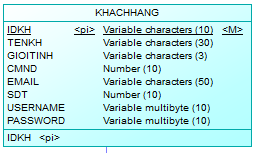 KHACHHANG
IDKH <pi> Variable characters (10) <M>
TENKH Variable characters (30)
GIOITINH Variable characters (3)
CMND Number (10)
EMAIL Variable characters (50)
SDT Number (10)
USERNAME Variable multibyte (10)
PASSWORD Variable multibyte (10)
IDKH <pi>